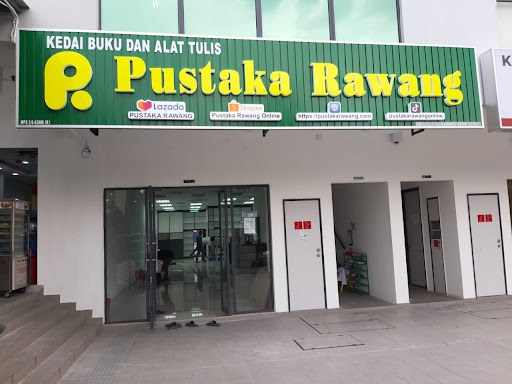 KEDAI BUKU DAN ALAT TULIS
P. Pustaka Rawang
Lazada
PUSTAKA RAWANG
Shopee
Pustaka Rawang Online
https://pustakarawang.com
pustakarawangonline
K